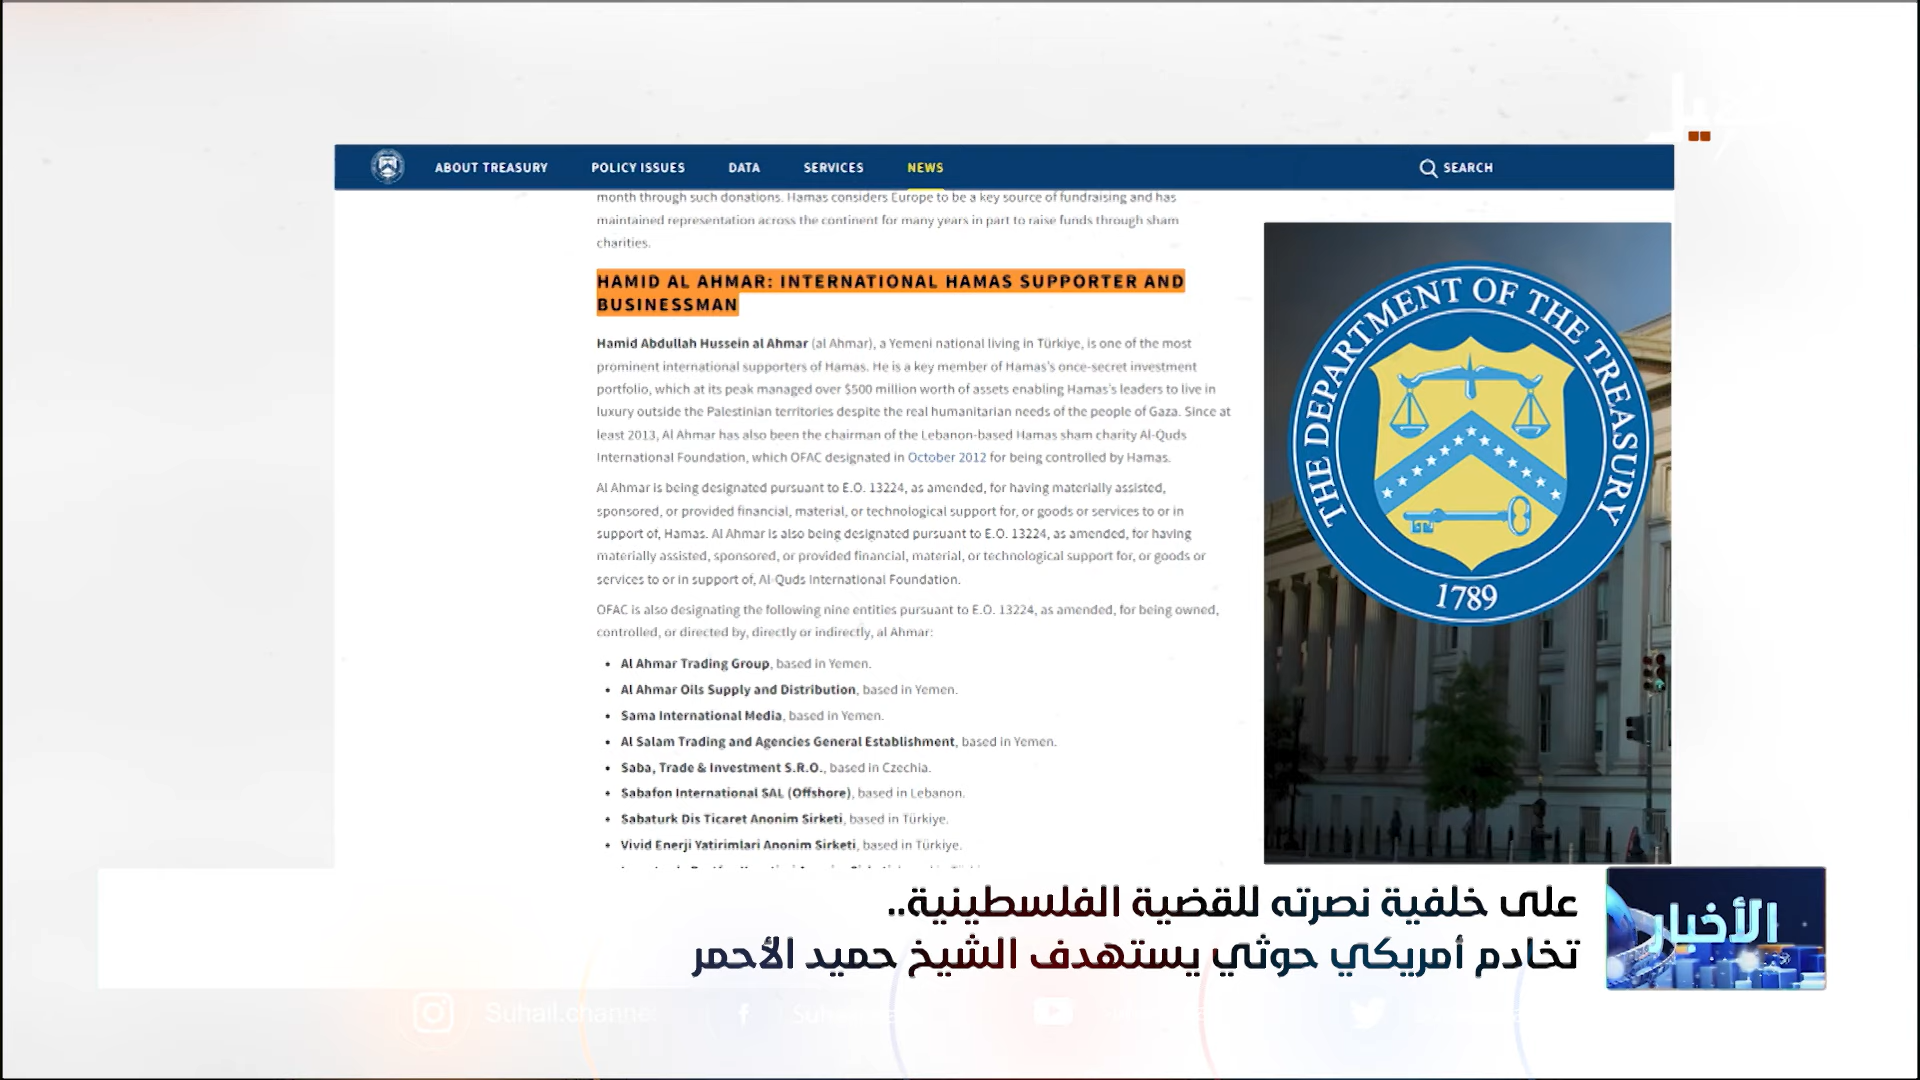 ABOUT TREASURY
POLICY ISSUES
DATA
SERVICES
NEWS
SEARCH
month through such donations. Hamas considers Europe to be a key source of fundraising and has
maintained representation across the continent for many years in part to raise funds through sham
charities.
HAMID AL AHMAR: INTERNATIONAL HAMAS SUPPORTER AND
BUSINESSMAN
Hamid Abdullah Hussein al Ahmar (al Ahmar), a Yemeni national living in Türkiye, is one of the most
prominent international supporters of Hamas. He is a key member of Hamas's once-secret investment
portfolio, which at its peak managed over $500 million worth of assets enabling Hamas's leaders to live in
luxury outside the Palestinian territories despite the real humanitarian needs of the people of Gaza. Since at
least 2013, Al Ahmar has also been the chairman of the Lebanon-based Hamas sham charity Al-Quds
International Foundation, which OFAC designated in October 2012 for being controlled by Hamas.
Al Ahmar is being designated pursuant to E.O. 13224, as amended, for having materially assisted,
sponsored, or provided financial, material, or technological support for, or goods or services to or in
support of, Hamas. Al Ahmar is also being designated pursuant to E.O. 13224, as amended, for having
materially assisted, sponsored, or provided financial, material, or technological support for, or goods or
services to or in support of, Al-Quds International Foundation.
OFAC is also designating the following nine entities pursuant to E.O. 13224, as amended, for being owned,
controlled, or directed by, directly or indirectly, al Ahmar:
• Al Ahmar Trading Group, based in Yemen.
• Al Ahmar Oils Supply and Distribution, based in Yemen.
• Sama International Media, based in Yemen.
• Al Salam Trading and Agencies General Establishment, based in Yemen.
• Saba, Trade & Investment S.R.O., based in Czechia.
• Sabafon International SAL (Offshore), based in Lebanon.
• Sabaturk Dis Ticaret Anonim Sirketi, based in Türkiye.
• Vivid Enerji Yatirimlari Anonim Sirketi, based in Türkiye.
THE DEPARTMENT OF THE TREASURY
1789
على خلفية نصرته للقضية الفلسطينية..
تخادم أمريكي حوثي يستهدف الشيخ حميد الأحمر
الأخبار
Suhail.channe